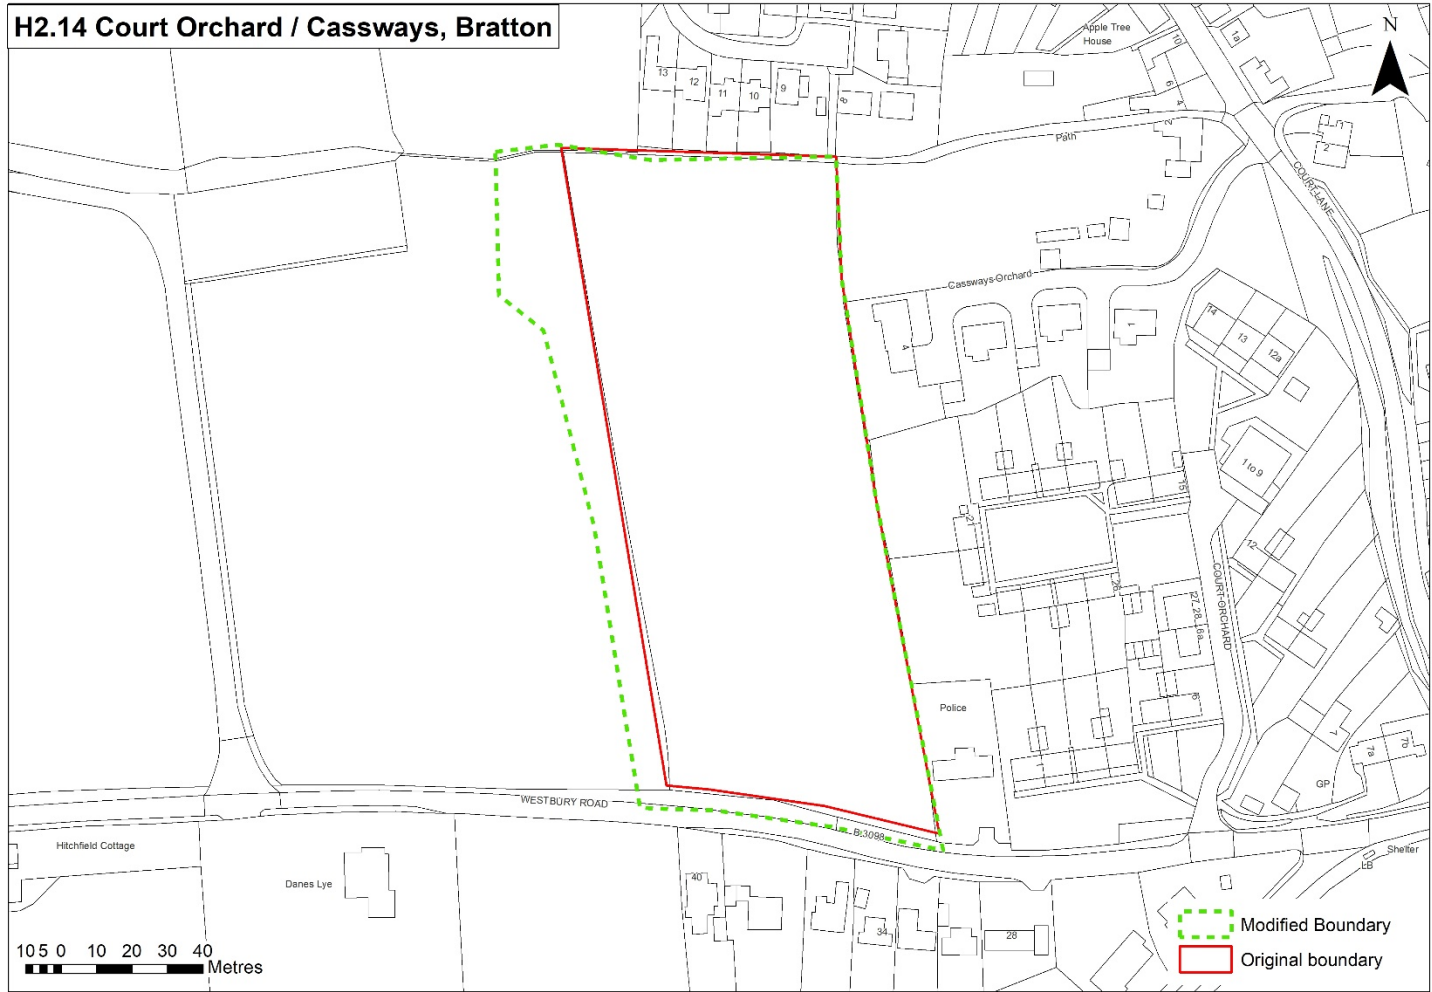 H2.14 Court Orchard / Cassways, Bratton
N
Apple Tree
House
10
1a
13
12
11
10
9
8
6
4
2
1
2
Path
COURT LANE
Cassways Orchard
4
1
14
13
12a
1 to 9
15
21
12
26
27, 28,
COURT ORCHARD
6
7
7a
7b
Police
GP
WESTBURY ROAD
B 3098
Shelter
LB
Hitchfield Cottage
Danes Lye
40
34
28
Modified Boundary
Original boundary
10 5 0 10 20 30 40
Metres